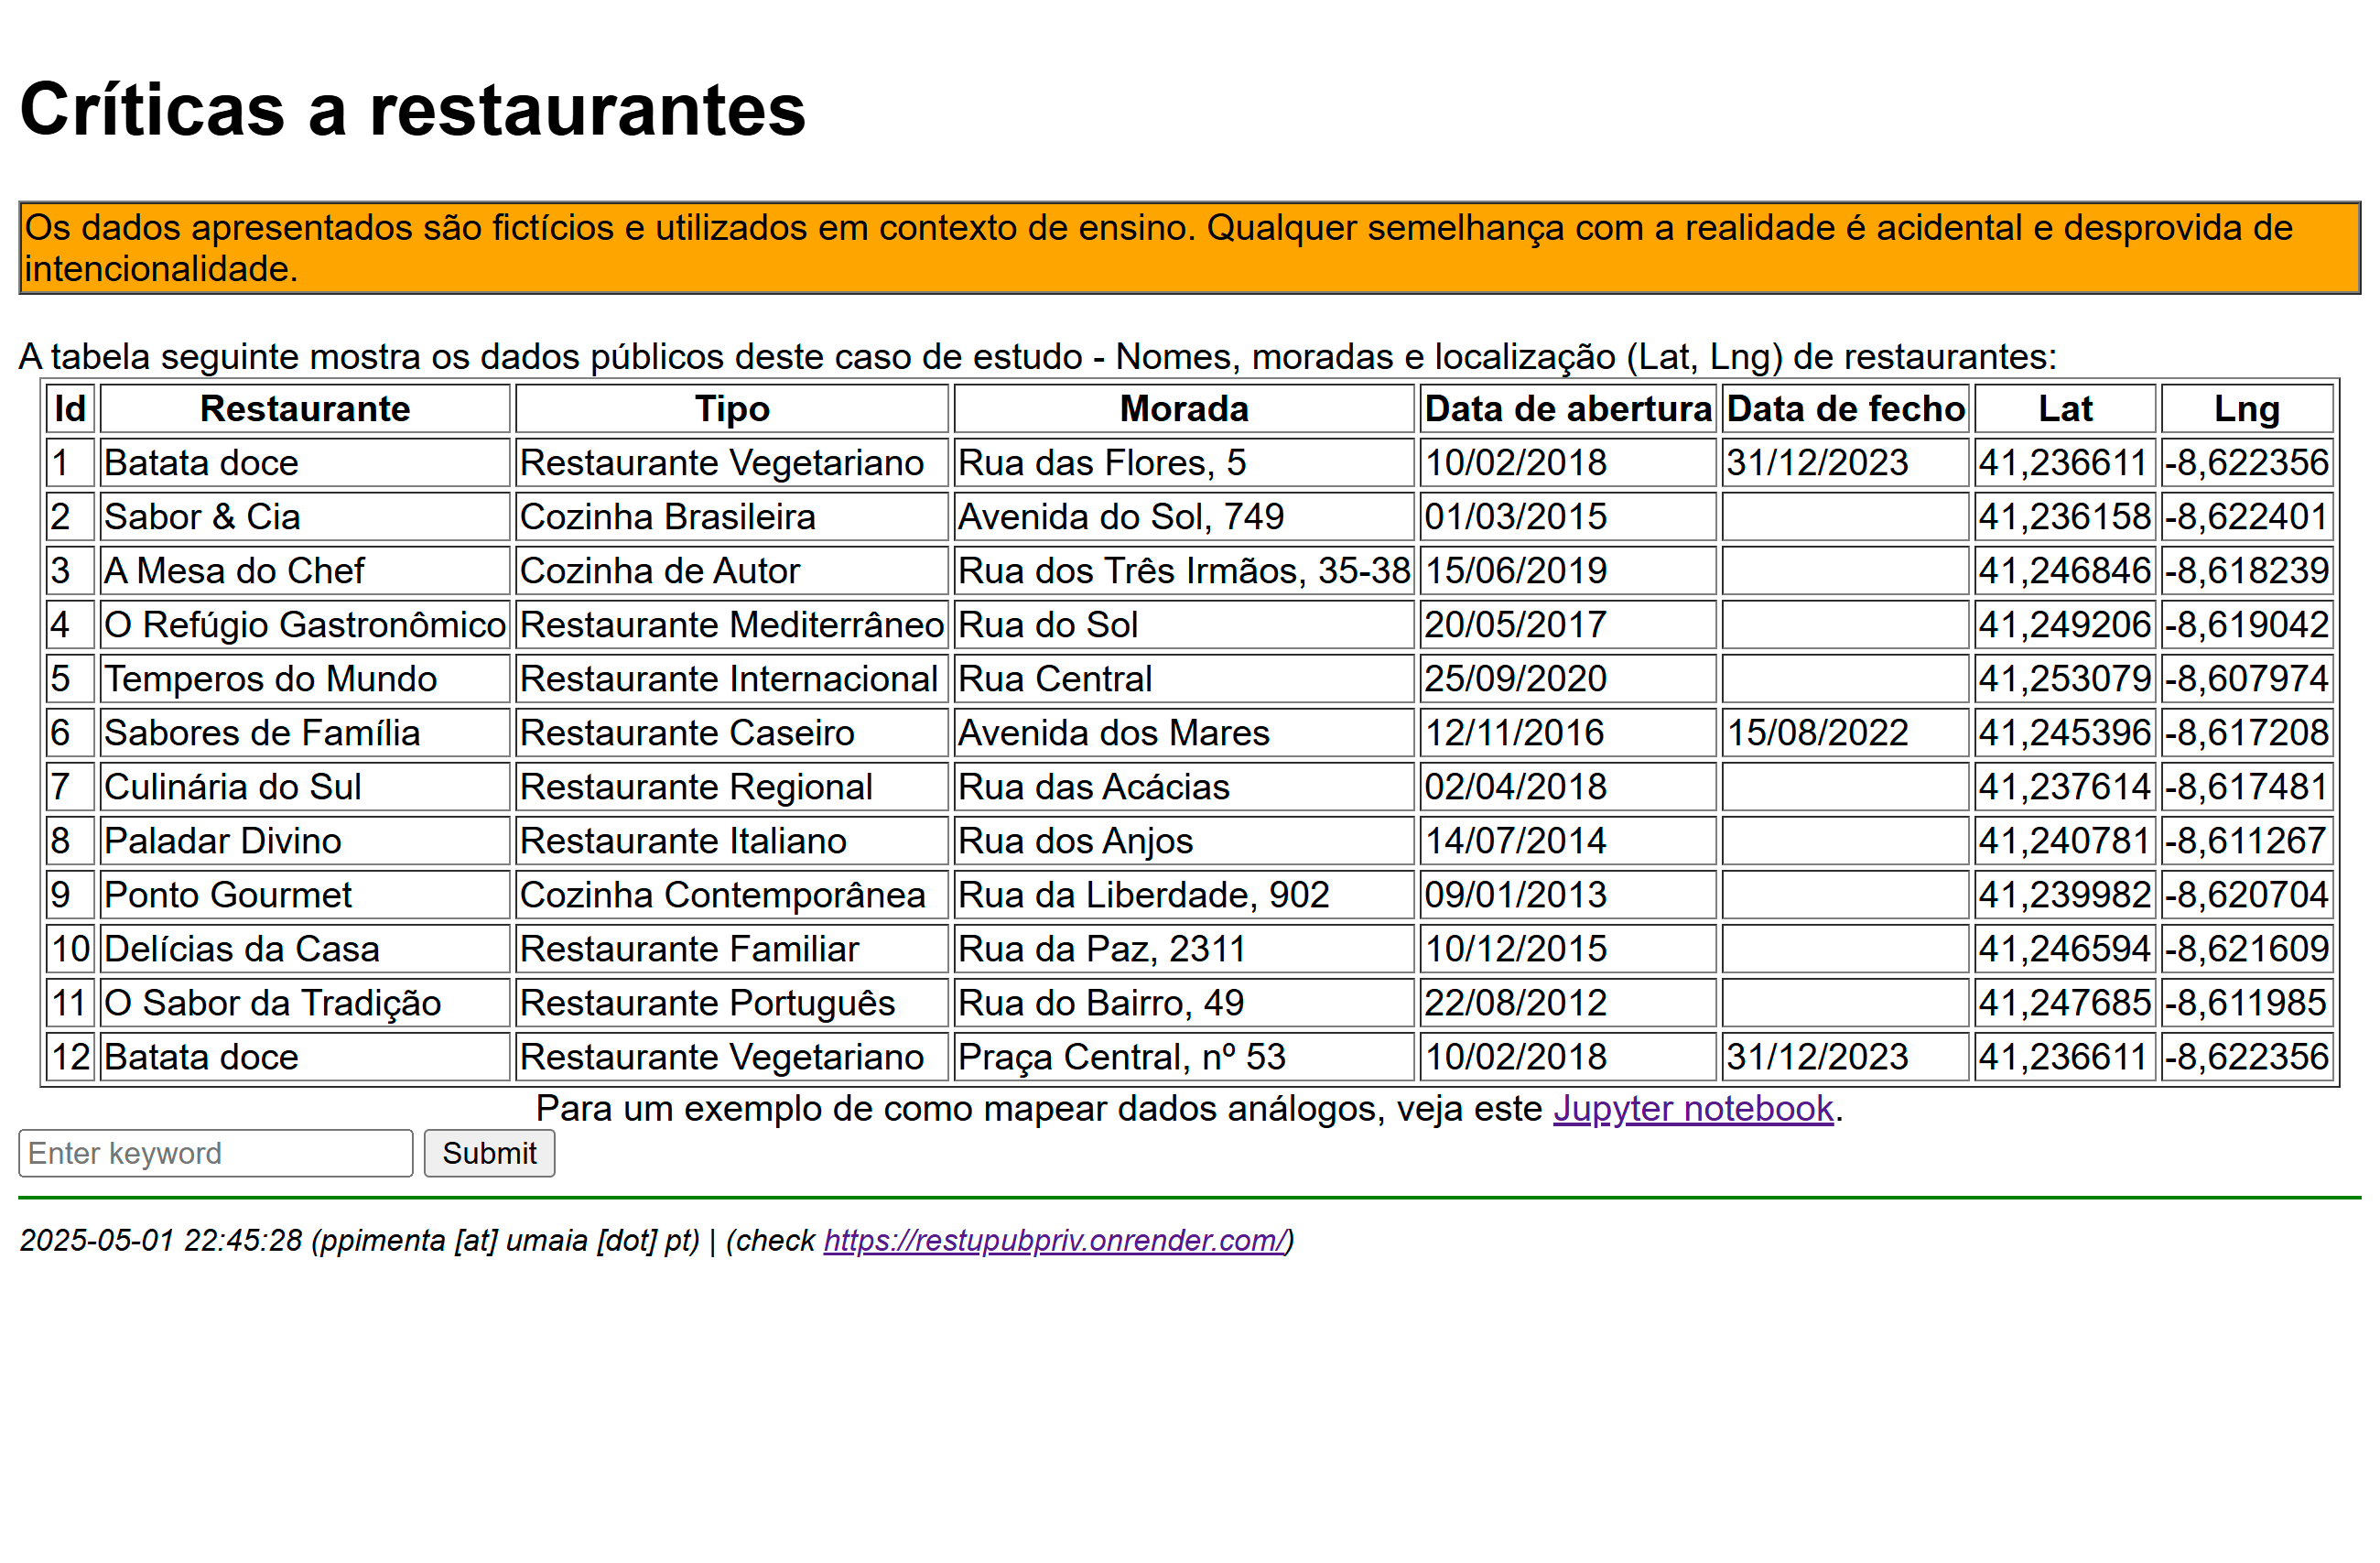 Críticas a restaurantes
Os dados apresentados são fictícios e utilizados em contexto de ensino. Qualquer semelhança com a realidade é acidental e desprovida de
intencionalidade.
A tabela seguinte mostra os dados públicos deste caso de estudo - Nomes, moradas e localização (Lat, Lng) de restaurantes:
Id Restaurante Tipo Morada Data de abertura Data de fecho Lat Lng
1 Batata doce Restaurante Vegetariano Rua das Flores, 5 10/02/2018 31/12/2023 41,236611 -8,622356
2 Sabor & Cia Cozinha Brasileira Avenida do Sol, 749 01/03/2015 41,236158 -8,622401
3 A Mesa do Chef Cozinha de Autor Rua dos Três Irmãos, 35-38 15/06/2019 41,246846 -8,618239
4 O Refúgio Gastronômico Restaurante Mediterrâneo Rua do Sol 20/05/2017 41,249206 -8,619042
5 Temperos do Mundo Restaurante Internacional Rua Central 25/09/2020 41,253079 -8,607974
6 Sabores de Família Restaurante Caseiro Avenida dos Mares 12/11/2016 15/08/2022 41,245396 -8,617208
7 Culinária do Sul Restaurante Regional Rua das Acácias 02/04/2018 41,237614 -8,617481
8 Paladar Divino Restaurante Italiano Rua dos Anjos 14/07/2014 41,240781 -8,611267
9 Ponto Gourmet Cozinha Contemporânea Rua da Liberdade, 902 09/01/2013 41,239982 -8,620704
10 Delícias da Casa Restaurante Familiar Rua da Paz, 2311 10/12/2015 41,246594 -8,621609
11 O Sabor da Tradição Restaurante Português Rua do Bairro, 49 22/08/2012 41,247685 -8,611985
12 Batata doce Restaurante Vegetariano Praça Central, nº 53 10/02/2018 31/12/2023 41,236611 -8,622356
Para um exemplo de como mapear dados análogos, veja este Jupyter notebook.
Enter keyword Submit
2025-05-01 22:45:28 (ppimenta [at] umaia [dot] pt) | (check https://restupubpriv.onrender.com/)